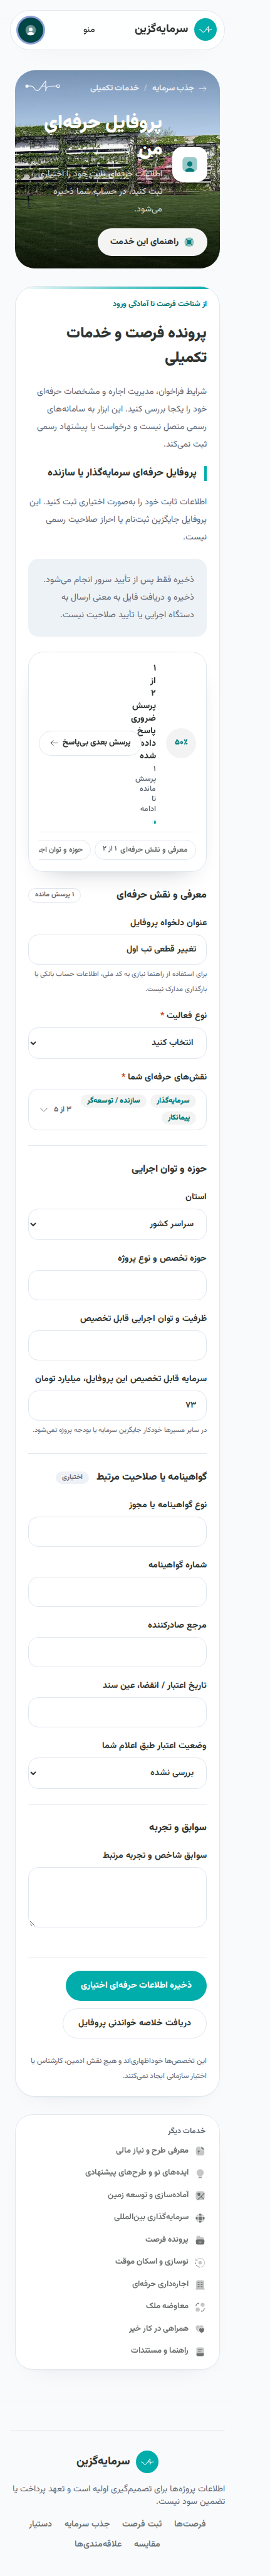 سرمایه‌گزین
منو
جذب سرمایه / خدمات تکمیلی
پروفایل حرفه‌ای
من
اطلاعات حرفه‌ای ثابت خود را اختیاری
ثبت کنید؛ در حساب شما ذخیره
می‌شود.
راهنمای این خدمت
از شناخت فرصت تا آمادگی ورود
پرونده فرصت و خدمات
تکمیلی
شرایط فراخوان، مدیریت اجاره و مشخصات حرفه‌ای
خود را یکجا بررسی کنید. این ابزار به سامانه‌های
رسمی متصل نیست و درخواست یا پیشنهاد رسمی
ثبت نمی‌کند.
پروفایل حرفه‌ای سرمایه‌گذار یا سازنده
اطلاعات ثابت خود را به‌صورت اختیاری ثبت کنید. این
پروفایل جایگزین ثبت‌نام یا احراز صلاحیت رسمی
نیست.
ذخیره فقط پس از تأیید سرور انجام می‌شود.
ذخیره و دریافت فایل به معنی ارسال به
دستگاه اجرایی یا تأیید صلاحیت نیست.
۵۰٪
۱
از
۲
پرسش
ضروری
پاسخ
داده
شده
۱
پرسش
مانده
تا
ادامه
پرسش بعدی بی‌پاسخ
معرفی و نقش حرفه‌ای ۱ از ۲
حوزه و توان اجر
معرفی و نقش حرفه‌ای
۱ پرسش مانده
عنوان دلخواه پروفایل
تغییر قطعی تب اول
برای استفاده از راهنما نیازی به کد ملی، اطلاعات حساب بانکی یا
بارگذاری مدارک نیست.
نوع فعالیت *
انتخاب کنید
نقش‌های حرفه‌ای شما *
سرمایه‌گذار
سازنده / توسعه‌گر
پیمانکار
۳ از ۵
حوزه و توان اجرایی
استان
سراسر کشور
حوزه تخصص و نوع پروژه
ظرفیت و توان اجرایی قابل تخصیص
سرمایه قابل تخصیص این پروفایل، میلیارد تومان
۷۳
در سایر مسیرها خودکار جایگزین سرمایه یا بودجه پروژه نمی‌شود.
گواهینامه یا صلاحیت مرتبط
اختیاری
نوع گواهینامه یا مجوز
شماره گواهینامه
مرجع صادرکننده
تاریخ اعتبار / انقضا، عین سند
وضعیت اعتبار طبق اعلام شما
بررسی نشده
سوابق و تجربه
سوابق شاخص و تجربه مرتبط
ذخیره اطلاعات حرفه‌ای اختیاری
دریافت خلاصه خواندنی پروفایل
این تخصص‌ها خوداظهاری‌اند و هیچ نقش ادمین، کارشناس یا
اختیار سازمانی ایجاد نمی‌کنند.
خدمات دیگر
معرفی طرح و نیاز مالی
ایده‌های نو و طرح‌های پیشنهادی
آماده‌سازی و توسعه زمین
سرمایه‌گذاری بین‌المللی
پرونده فرصت
نوسازی و اسکان موقت
اجاره‌داری حرفه‌ای
معاوضه ملک
همراهی در کار خیر
راهنما و مستندات
سرمایه‌گزین
اطلاعات پروژه‌ها برای تصمیم‌گیری اولیه است و تعهد پرداخت یا
تضمین سود نیست.
فرصت‌ها
ثبت فرصت
جذب سرمایه
دستیار
مقایسه
علاقه‌مندی‌ها